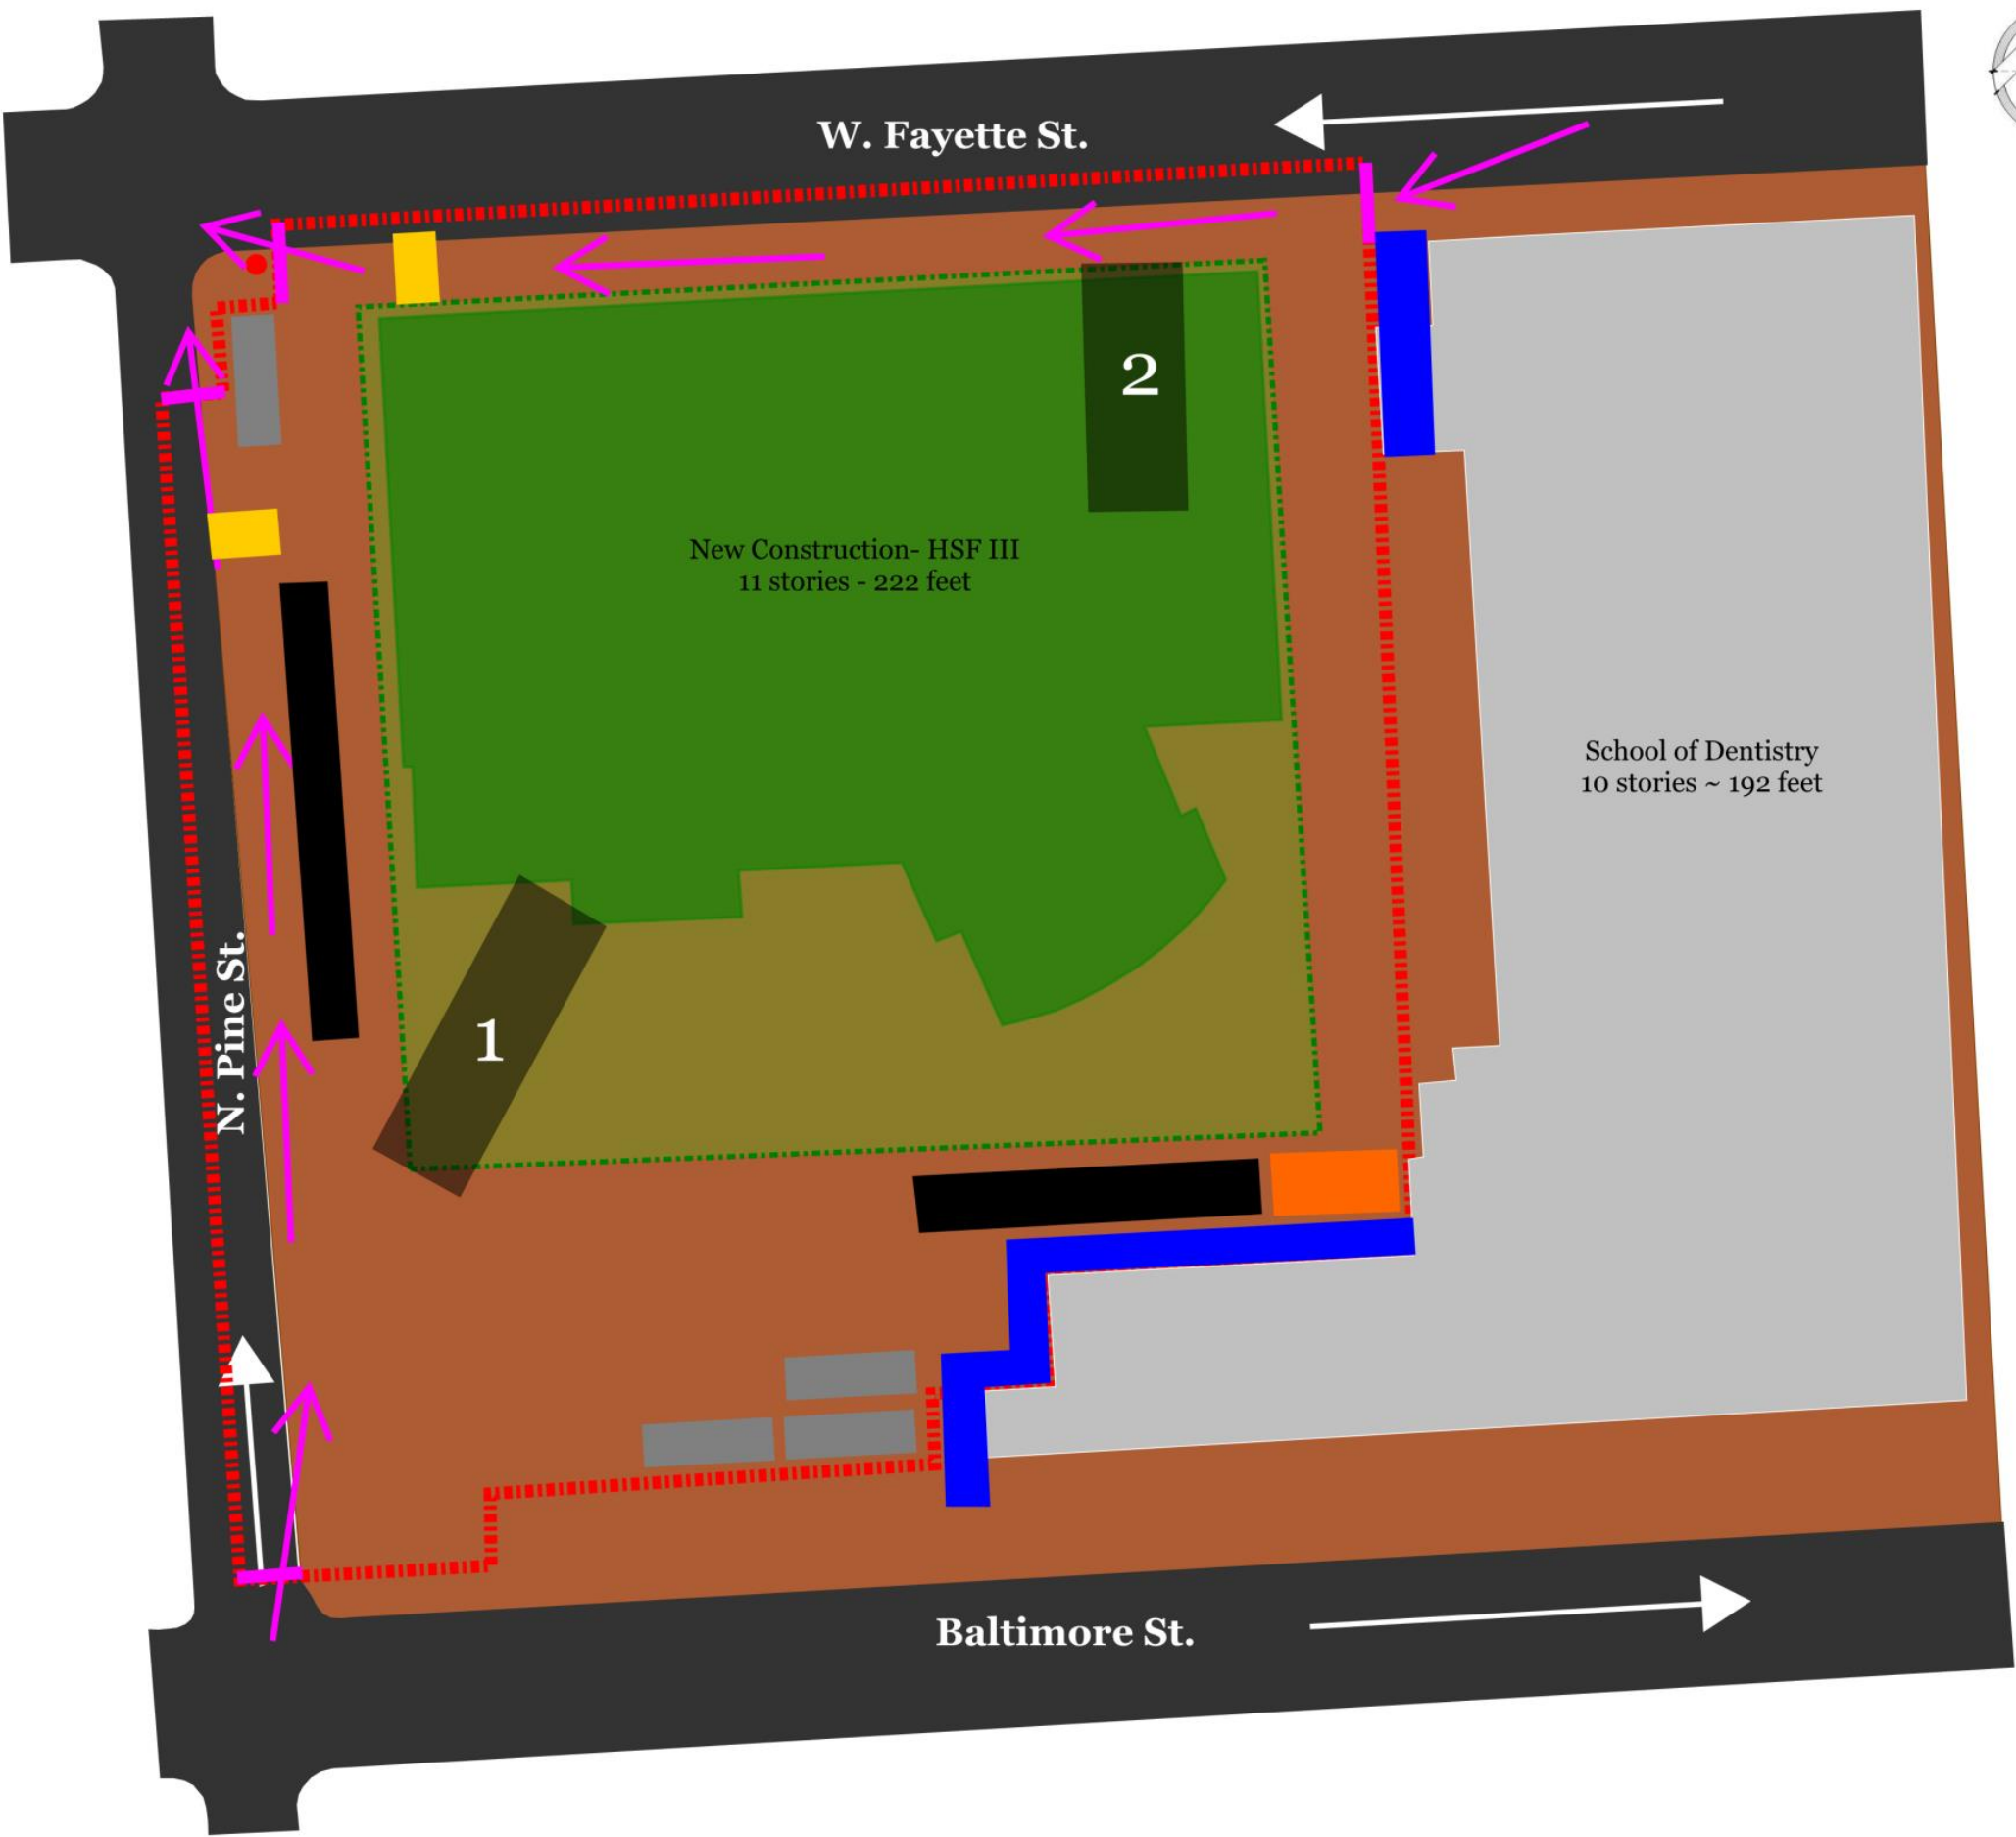 W. Fayette St.
2
New Construction- HSF III
11 stories - 222 feet
School of Dentistry
10 stories ~ 192 feet
N. Pine St.
1
Baltimore St.